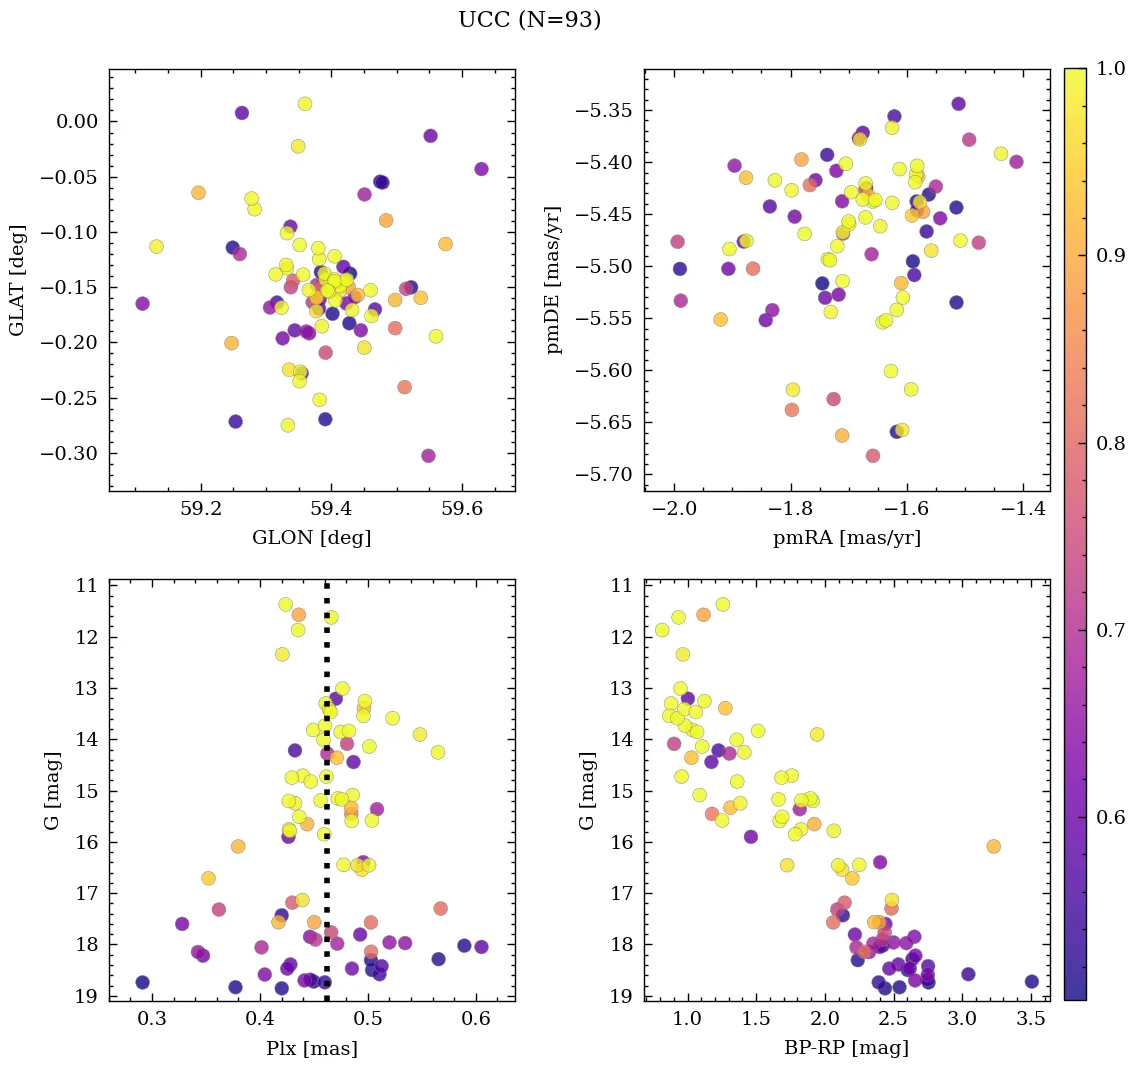 UCC (N=93)
0.00
−0.05
−0.10
−0.15
−0.20
−0.25
−0.30
GLAT [deg]
59.2 59.4 59.6
GLON [deg]
−5.35
−5.40
−5.45
−5.50
−5.55
−5.60
−5.65
−5.70
pmDE [mas/yr]
−2.0 −1.8 −1.6 −1.4
pmRA [mas/yr]
11
12
13
14
15
16
17
18
19
G [mag]
0.3 0.4 0.5 0.6
Plx [mas]
11
12
13
14
15
16
17
18
19
G [mag]
1.0 1.5 2.0 2.5 3.0 3.5
BP-RP [mag]
1.0
0.9
0.8
0.7
0.6